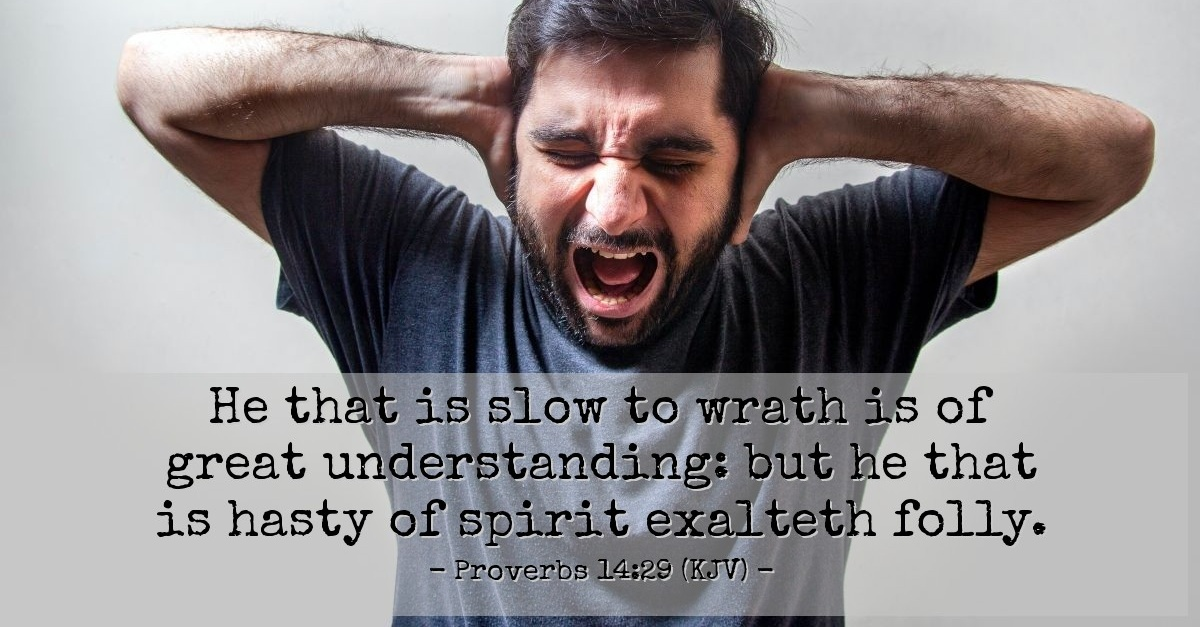 He that is slow to wrath is of
great understanding: but he that
is hasty of spirit exalteth folly.
– Proverbs 14:29 (KJV) –